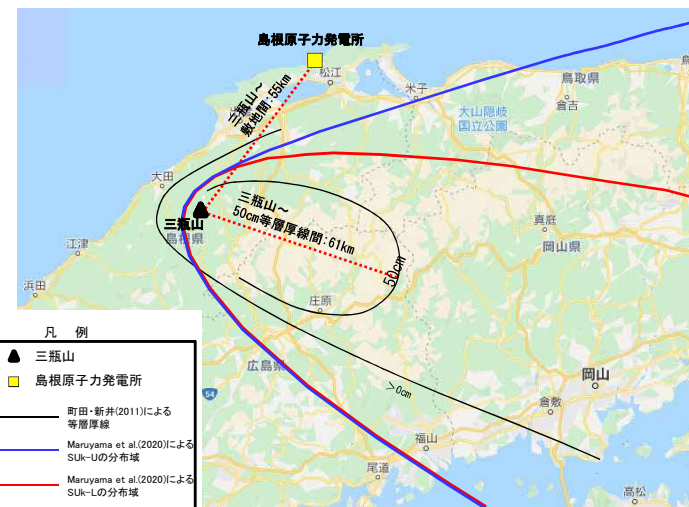 島根原子力発電所
松江
米子
鳥取県
倉吉
大山隠岐
国立公園
三瓶山～
敷地間:55km
大田
三瓶山～
50cm等層厚線間:61km
三瓶山
島根県
真庭
岡山県
江津
50cm
浜田
庄原
凡 例
三瓶山
島根原子力発電所
町田・新井(2011)による
等層厚線
Maruyama et al.(2020)による
SUk-Uの分布域
Maruyama et al.(2020)による
SUk-Lの分布域
広島県
54
>0cm
岡山
倉敷
福山
尾道
高松